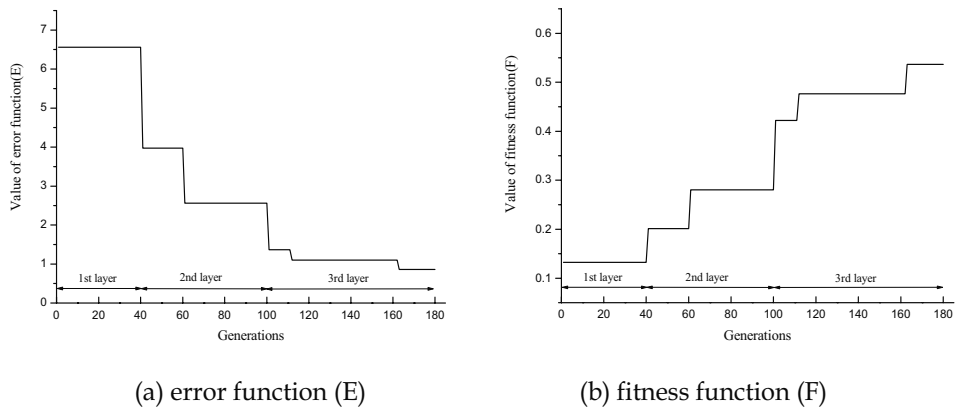 Value of error function(E)
7
6
5
4
3
2
1
0
1st layer
2nd layer
3rd layer
0 20 40 60 80 100 120 140 160 180
Generations
(a) error function (E)
Value of fitness function(F)
0.6
0.5
0.4
0.3
0.2
0.1
1st layer
2nd layer
3rd layer
0 20 40 60 80 100 120 140 160 180
Generations
(b) fitness function (F)